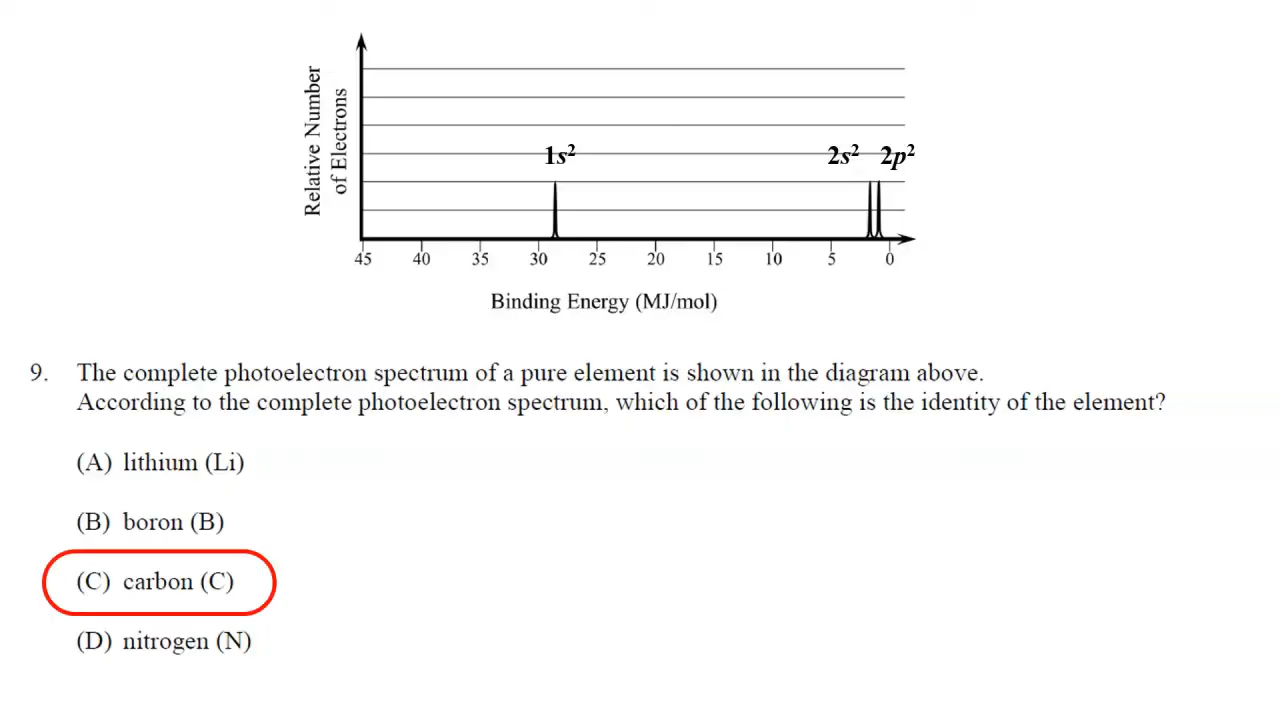 Relative Number
of Electrons
1s² 2s² 2p²
45 40 35 30 25 20 15 10 5 0
Binding Energy (MJ/mol)
9. The complete photoelectron spectrum of a pure element is shown in the diagram above.
According to the complete photoelectron spectrum, which of the following is the identity of the element?
(A) lithium (Li)
(B) boron (B)
(C) carbon (C)
(D) nitrogen (N)